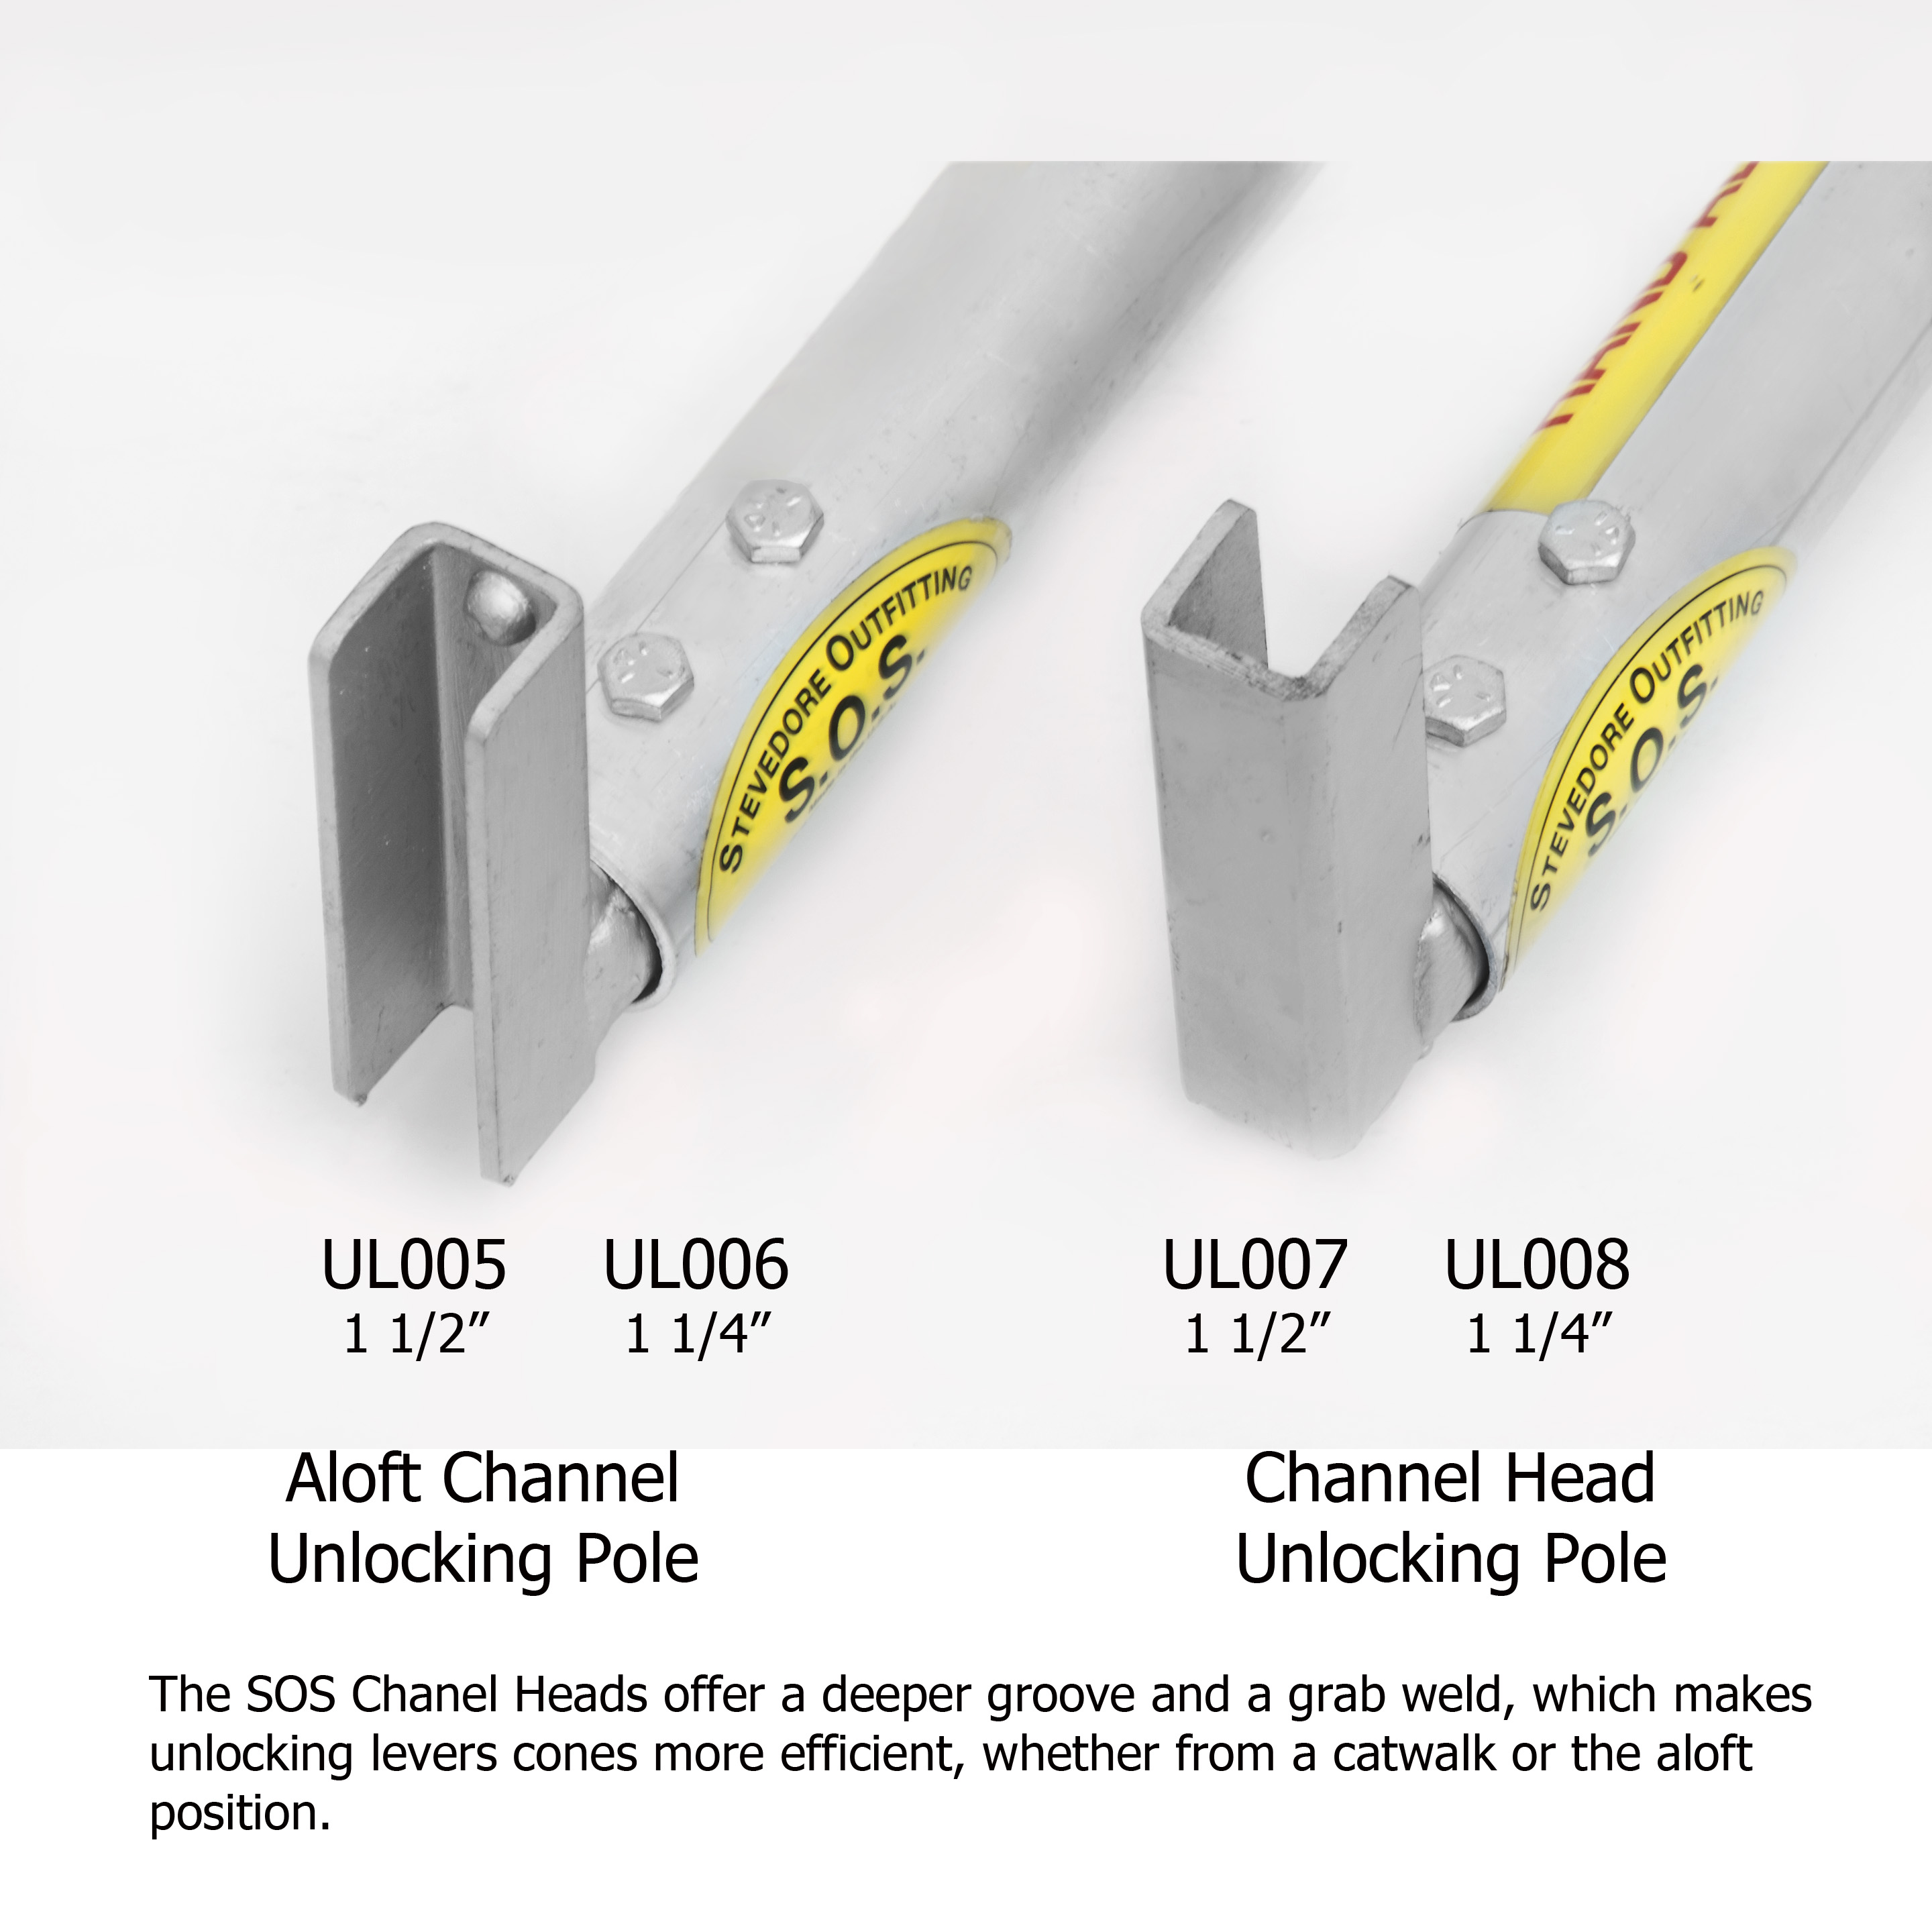 STEVEDORE OUTFITTING
S.O.S.
STEVEDORE OUTFITTING
S.O.S.
UL005 UL006 UL007 UL008
1 1/2” 1 1/4” 1 1/2” 1 1/4”
Aloft Channel
Unlocking Pole
Channel Head
Unlocking Pole
The SOS Chanel Heads offer a deeper groove and a grab weld, which makes
unlocking levers cones more efficient, whether from a catwalk or the aloft
position.